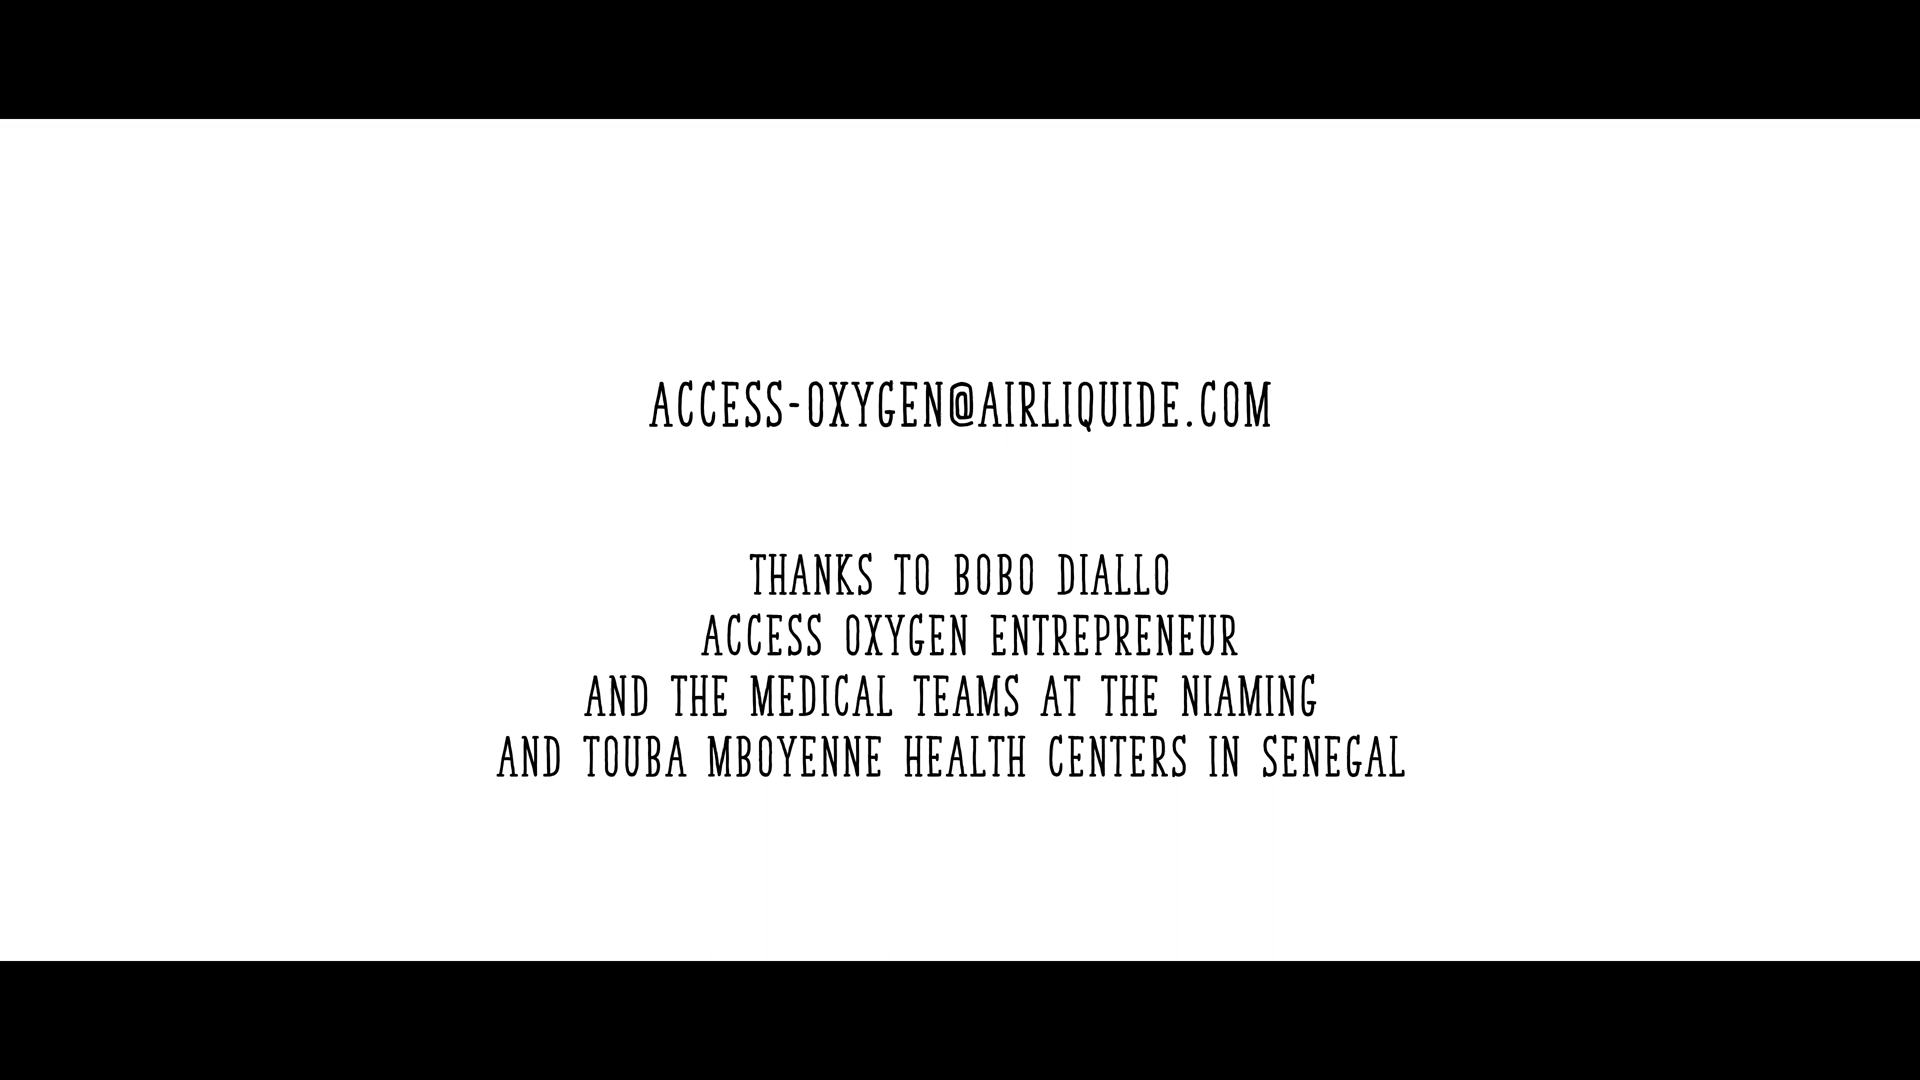 ACCESS-OXYGEN@AIRLIQUIDE.COM
THANKS TO BOBO DIALLO
ACCESS OXYGEN ENTREPRENEUR
AND THE MEDICAL TEAMS AT THE NIAMING
AND TOUBA MBOYENNE HEALTH CENTERS IN SENEGAL